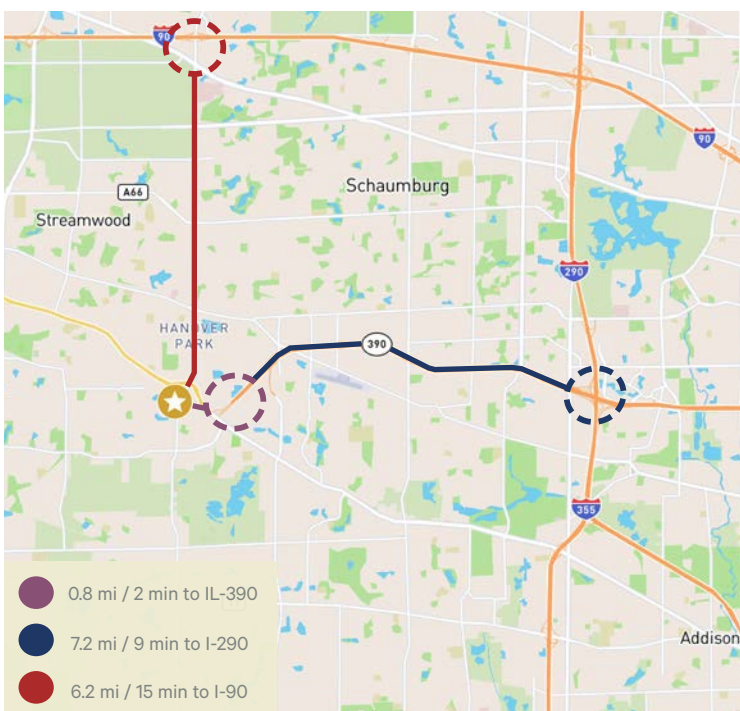 90
90
A66
Schaumburg
Streamwood
290
HANOVER
PARK
390
355
0.8 mi / 2 min to IL-390
7.2 mi / 9 min to I-290
Addison
6.2 mi / 15 min to I-90